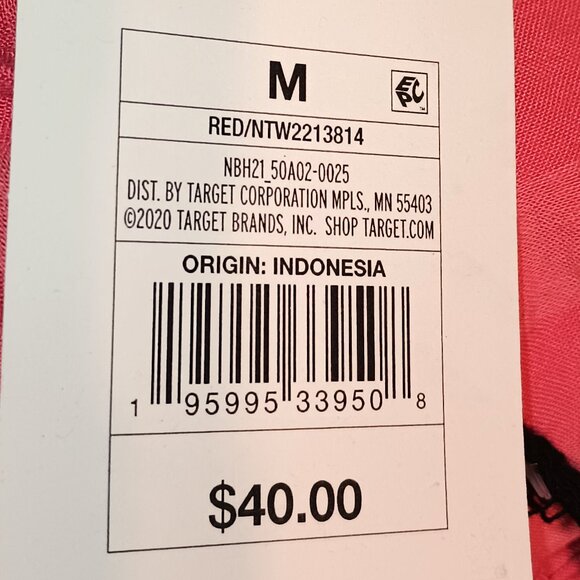 M
EPC™
RED/NTW2213814
NBH21_50A02-0025
DIST. BY TARGET CORPORATION MPLS., MN 55403
©2020 TARGET BRANDS, INC. SHOP TARGET.COM
ORIGIN: INDONESIA
1 95995 33950 8
$40.00